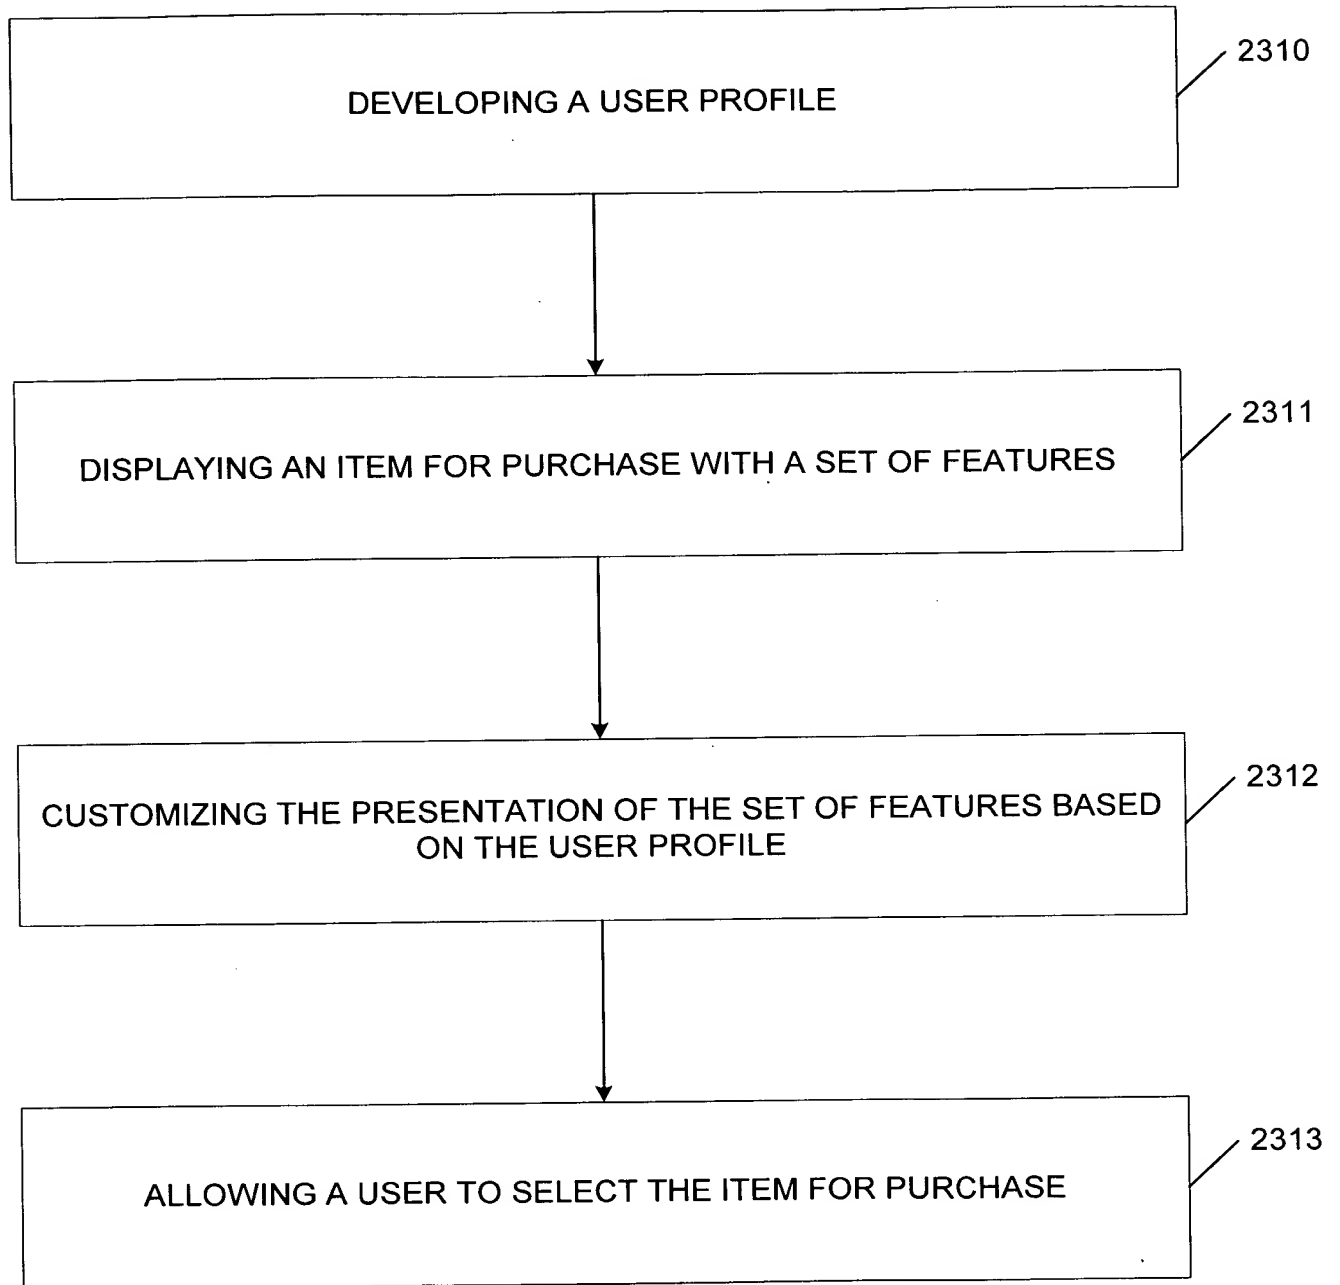 DEVELOPING A USER PROFILE
2310
DISPLAYING AN ITEM FOR PURCHASE WITH A SET OF FEATURES
2311
CUSTOMIZING THE PRESENTATION OF THE SET OF FEATURES BASED
ON THE USER PROFILE
2312
ALLOWING A USER TO SELECT THE ITEM FOR PURCHASE
2313